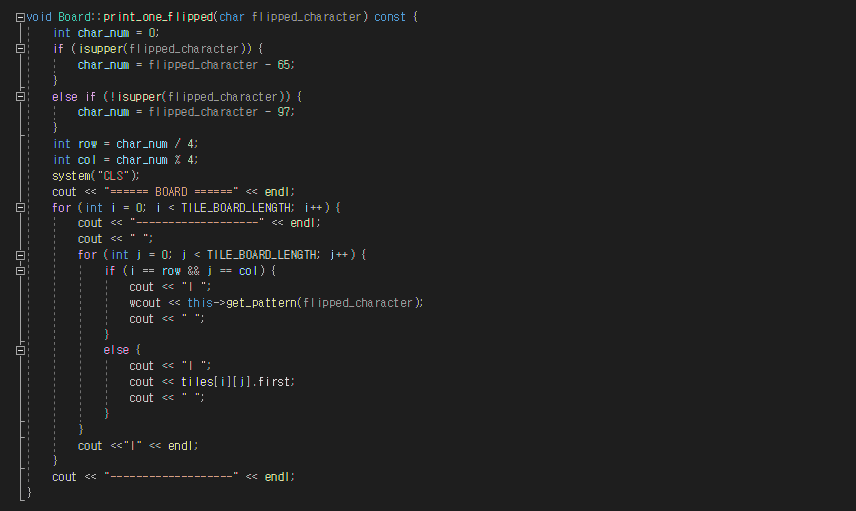 void Board::print_one_flipped(char flipped_character) const {
    int char_num = 0;
    if (isupper(flipped_character)) {
        char_num = flipped_character - 65;
    }
    else if (!isupper(flipped_character)) {
        char_num = flipped_character - 97;
    }
    int row = char_num / 4;
    int col = char_num % 4;
    system("CLS");
    cout << "====== BOARD ======" << endl;
    for (int i = 0; i < TILE_BOARD_LENGTH; i++) {
        cout << "-------------------" << endl;
        cout << " ";
        for (int j = 0; j < TILE_BOARD_LENGTH; j++) {
            if (i == row && j == col) {
                cout << "| ";
                wcout << this->get_pattern(flipped_character);
                cout << " ";
            }
            else {
                cout << "| ";
                cout << tiles[i][j].first;
                cout << " ";
            }
        }
        cout <<"|" << endl;
    }
    cout << "-------------------" << endl;
}